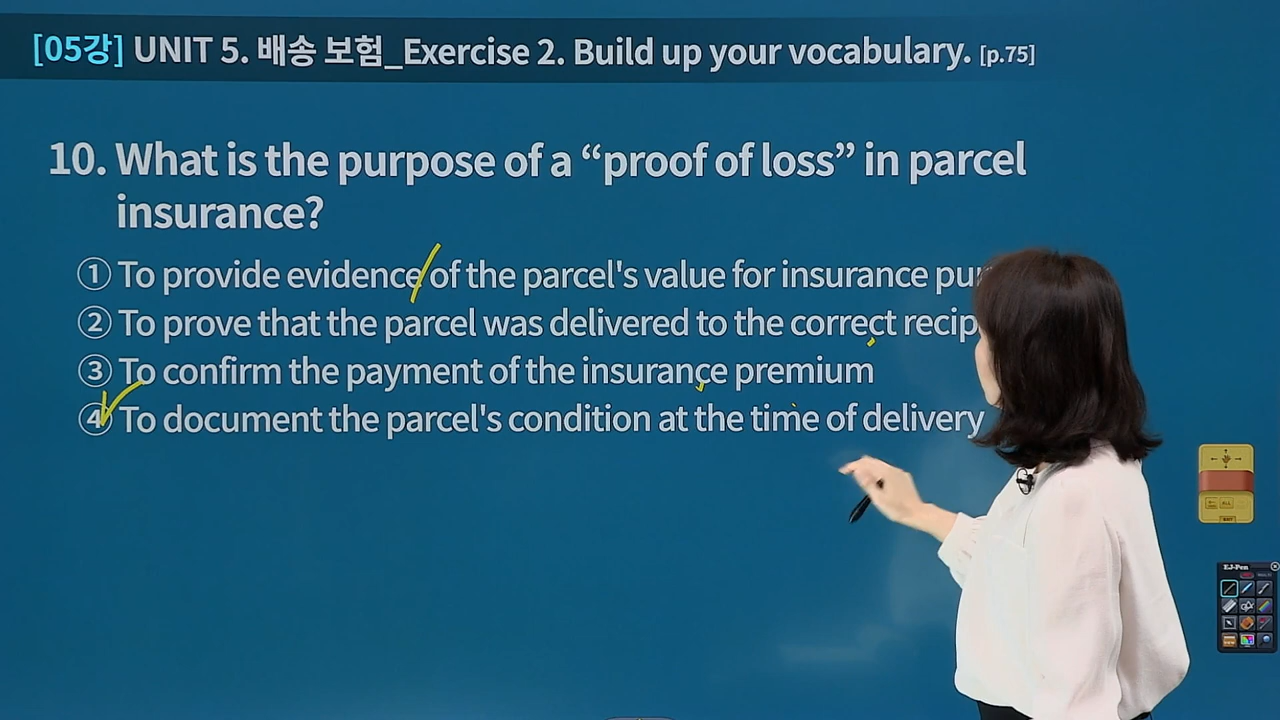 [05강] UNIT 5. 배송 보험_Exercise 2. Build up your vocabulary. [p.75]
10. What is the purpose of a “proof of loss” in parcel
insurance?
① To provide evidence of the parcel's value for insurance
② To prove that the parcel was delivered to the correct
③ To confirm the payment of the insurance premium
④ To document the parcel's condition at the time of delivery
EJ-Pen
ALL